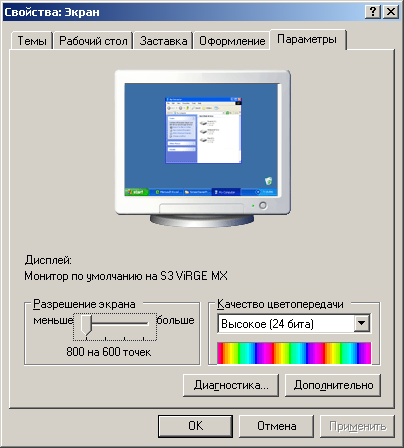 Свойства: Экран
Темы Рабочий стол Заставка Оформление Параметры
Дисплей:
Монитор по умолчанию на S3 ViRGE MX
Разрешение экрана
меньше больше
800 на 600 точек
Качество цветопередачи
Высокое (24 бита)
Диагностика... Дополнительно
OK Отмена Применить